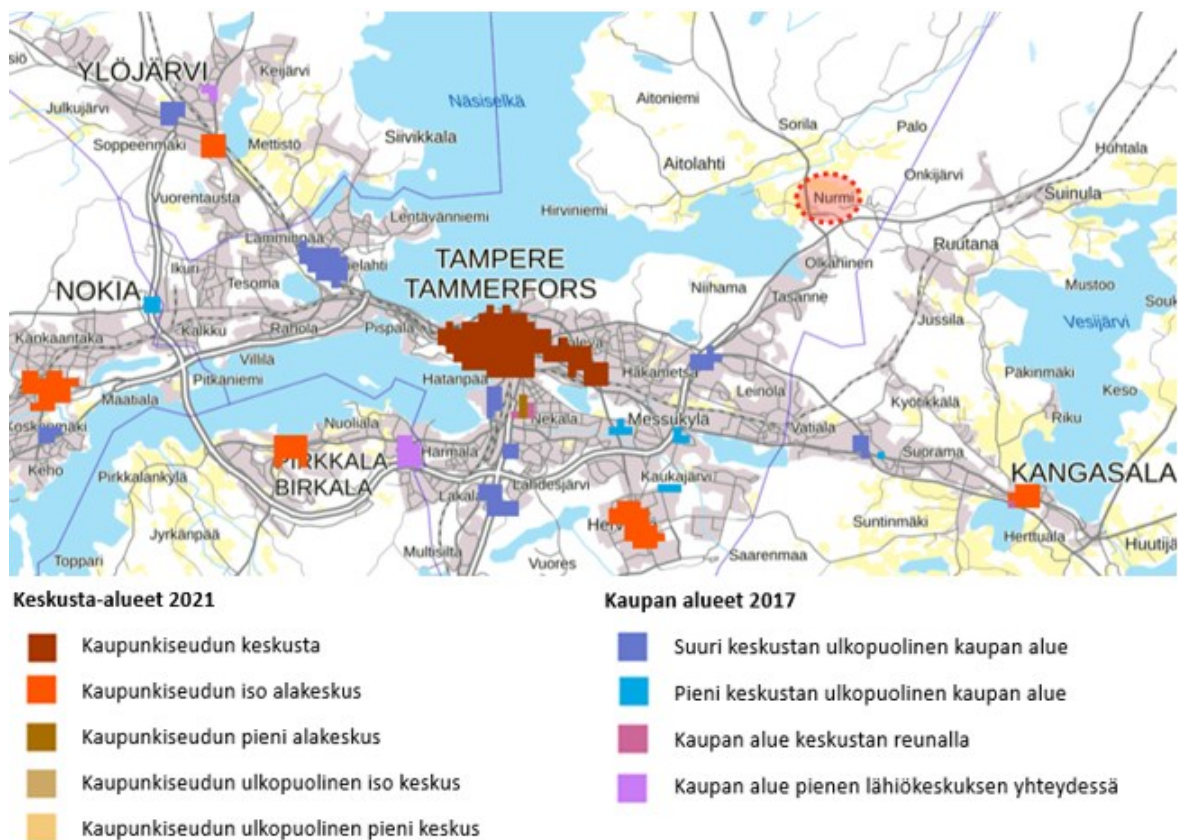 YLÖJÄRVI
Keijärvi
Julkujärvi
Näsiselkä
Aitoniemi
Sorila
Palo
Soppeenmäki
Mettistö
Siivikkala
Aitolahti
Huhtala
Onkijärvi
Vuorentausta
Nurmi
Suinula
Lentävänniemi
Hirviniemi
Lamminpää
Ruutana
TAMPERE
TAMMERFORS
Ikuri
Tesoma
Olkahinen
NOKIA
Niihama
Tasanne
Mustoo
Kankaantaka
Kalkku
Rahola
Pispala
Jussila
Vesijärvi
Villilä
Pitkäniemi
Hatanpää
Hakametsä
Leinola
Pakinmäki
Keso
Maatiala
Kyötikkälä
Nuoliala
Nekala
Messukylä
Vatiala
Riku
Keho
Pirkkalankylä
PIRKKALA
BIRKALA
Härmälä
Suorama
KANGASALA
Lahdesjärvi
Kaukajärvi
Jyrkänpää
Suntinmäki
Herttuala
Toppari
Multisilta
Vuores
Saarenmaa
Keskusta-alueet 2021
Kaupunkiseudun keskusta
Kaupunkiseudun iso alakeskus
Kaupunkiseudun pieni alakeskus
Kaupunkiseudun ulkopuolinen iso keskus
Kaupunkiseudun ulkopuolinen pieni keskus
Kaupan alueet 2017
Suuri keskustan ulkopuolinen kaupan alue
Pieni keskustan ulkopuolinen kaupan alue
Kaupan alue keskustan reunalla
Kaupan alue pienen lähiökeskuksen yhteydessä